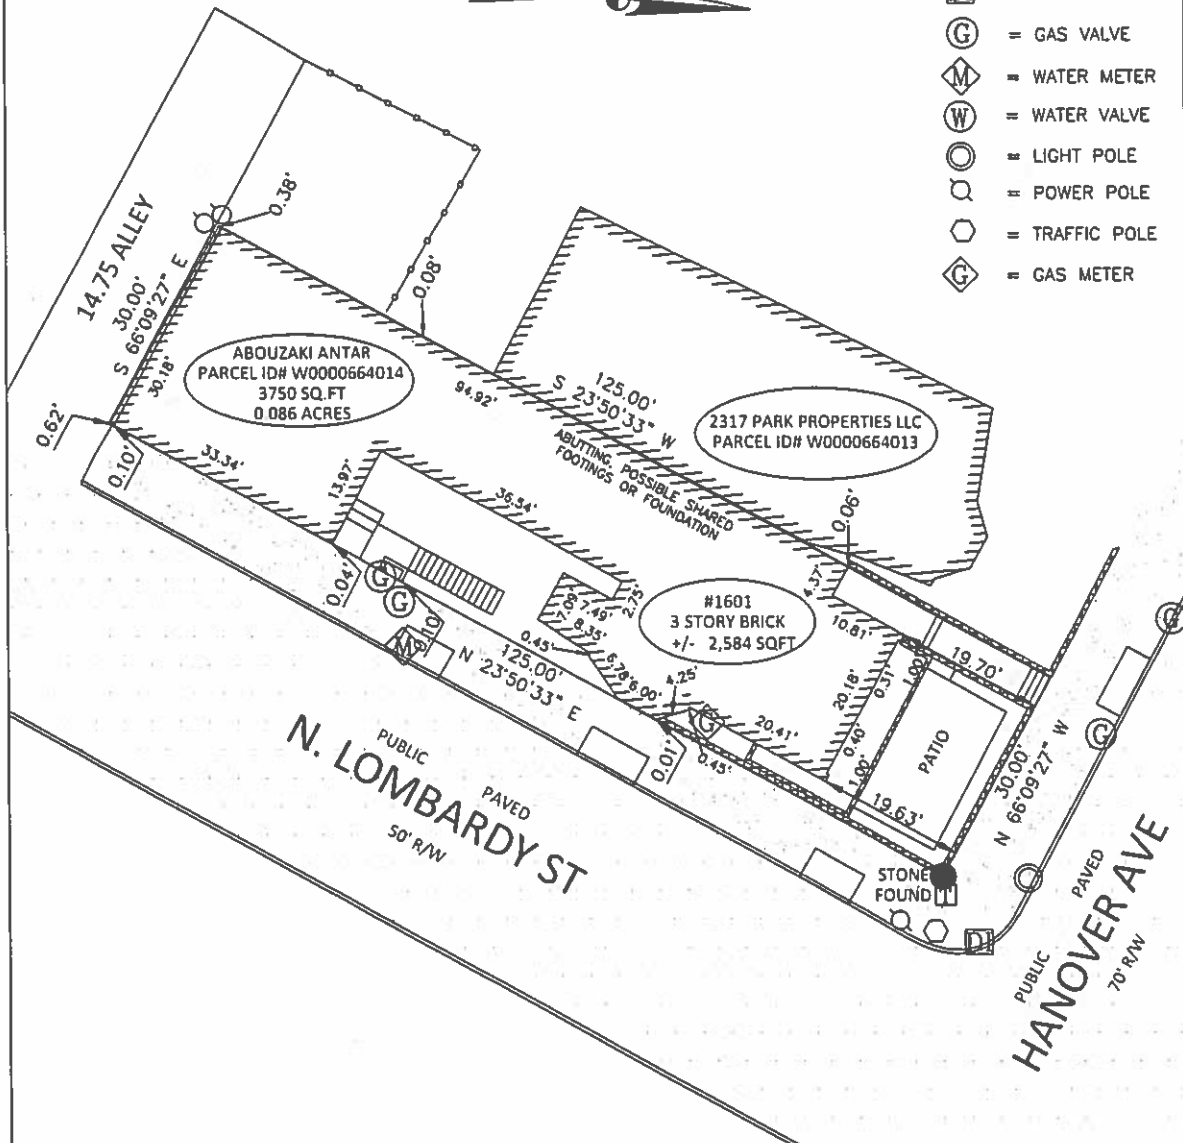 G = GAS VALVE
M = WATER METER
W = WATER VALVE
= LIGHT POLE
= POWER POLE
= TRAFFIC POLE
G = GAS METER
14.75 ALLEY
30.00'
S 66°09'27" E
30.18'
0.38'
0.08'
0.62'
0.10'
ABOUZAKI ANTAR
PARCEL ID# W0000664014
3750 SQ.FT
0.086 ACRES
94.92'
125.00'
S 23°50'33" W
ABUTTING, POSSIBLE SHARED
FOOTINGS OR FOUNDATION
2317 PARK PROPERTIES LLC
PARCEL ID# W0000664013
33.34'
13.97'
36.54'
0.06'
0.04'
G
G
M
7.09'
7.49'
8.35'
2.75'
#1601
3 STORY BRICK
+/- 2,584 SQFT
4.37'
10.81'
0.45'
125.00'
N 23°50'33" E
6.78'
6.00'
4.25'
G
0.01'
0.45'
20.41'
20.18'
0.31'
1.00'
0.40'
1.00'
19.70'
PATIO
19.63'
30.00'
N 66°09'27" W
G
G
STONE
FOUND
T
DI
N. LOMBARDY ST
PUBLIC
PAVED
50' R/W
HANOVER AVE
PUBLIC
PAVED
70' R/W